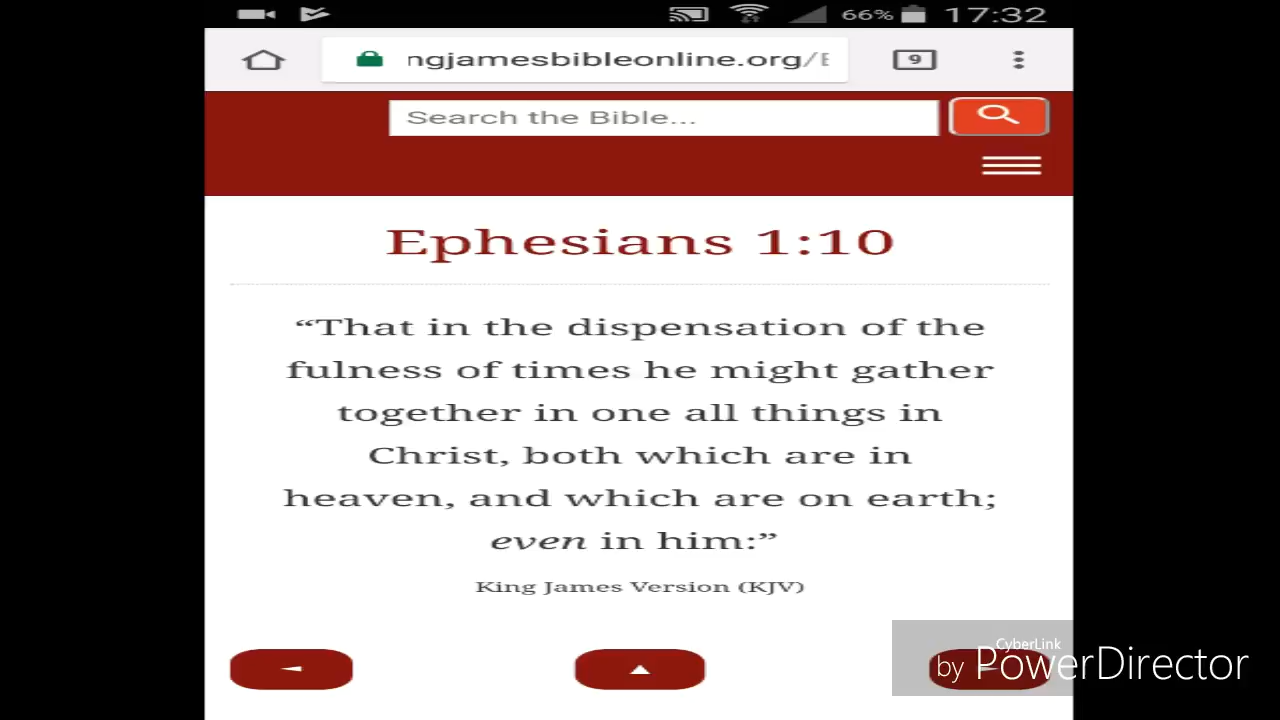 66% 17:32
ngjamesbibleonline.org/E
9
Search the Bible...
Ephesians 1:10
“That in the dispensation of the
fulness of times he might gather
together in one all things in
Christ, both which are in
heaven, and which are on earth;
even in him:”
King James Version (KJV)
CyberLink
by PowerDirector